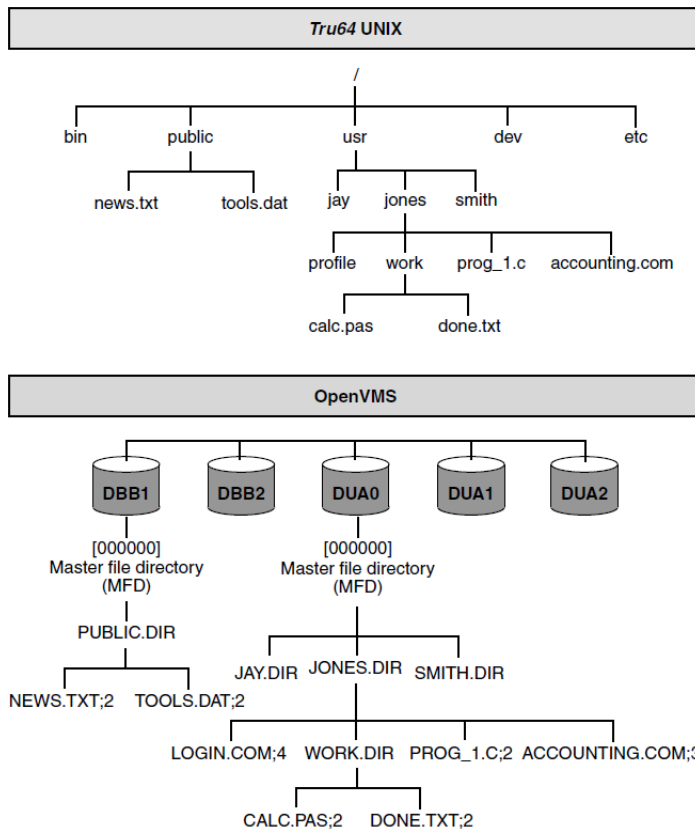 Tru64 UNIX
/
bin public usr dev etc
news.txt tools.dat jay jones smith
profile work prog_1.c accounting.com
calc.pas done.txt
OpenVMS
DBB1 DBB2 DUA0 DUA1 DUA2
[000000] [000000]
Master file directory Master file directory
(MFD) (MFD)
PUBLIC.DIR
JAY.DIR JONES.DIR SMITH.DIR
NEWS.TXT;2 TOOLS.DAT;2
LOGIN.COM;4 WORK.DIR PROG_1.C;2 ACCOUNTING.COM;3
CALC.PAS;2 DONE.TXT;2